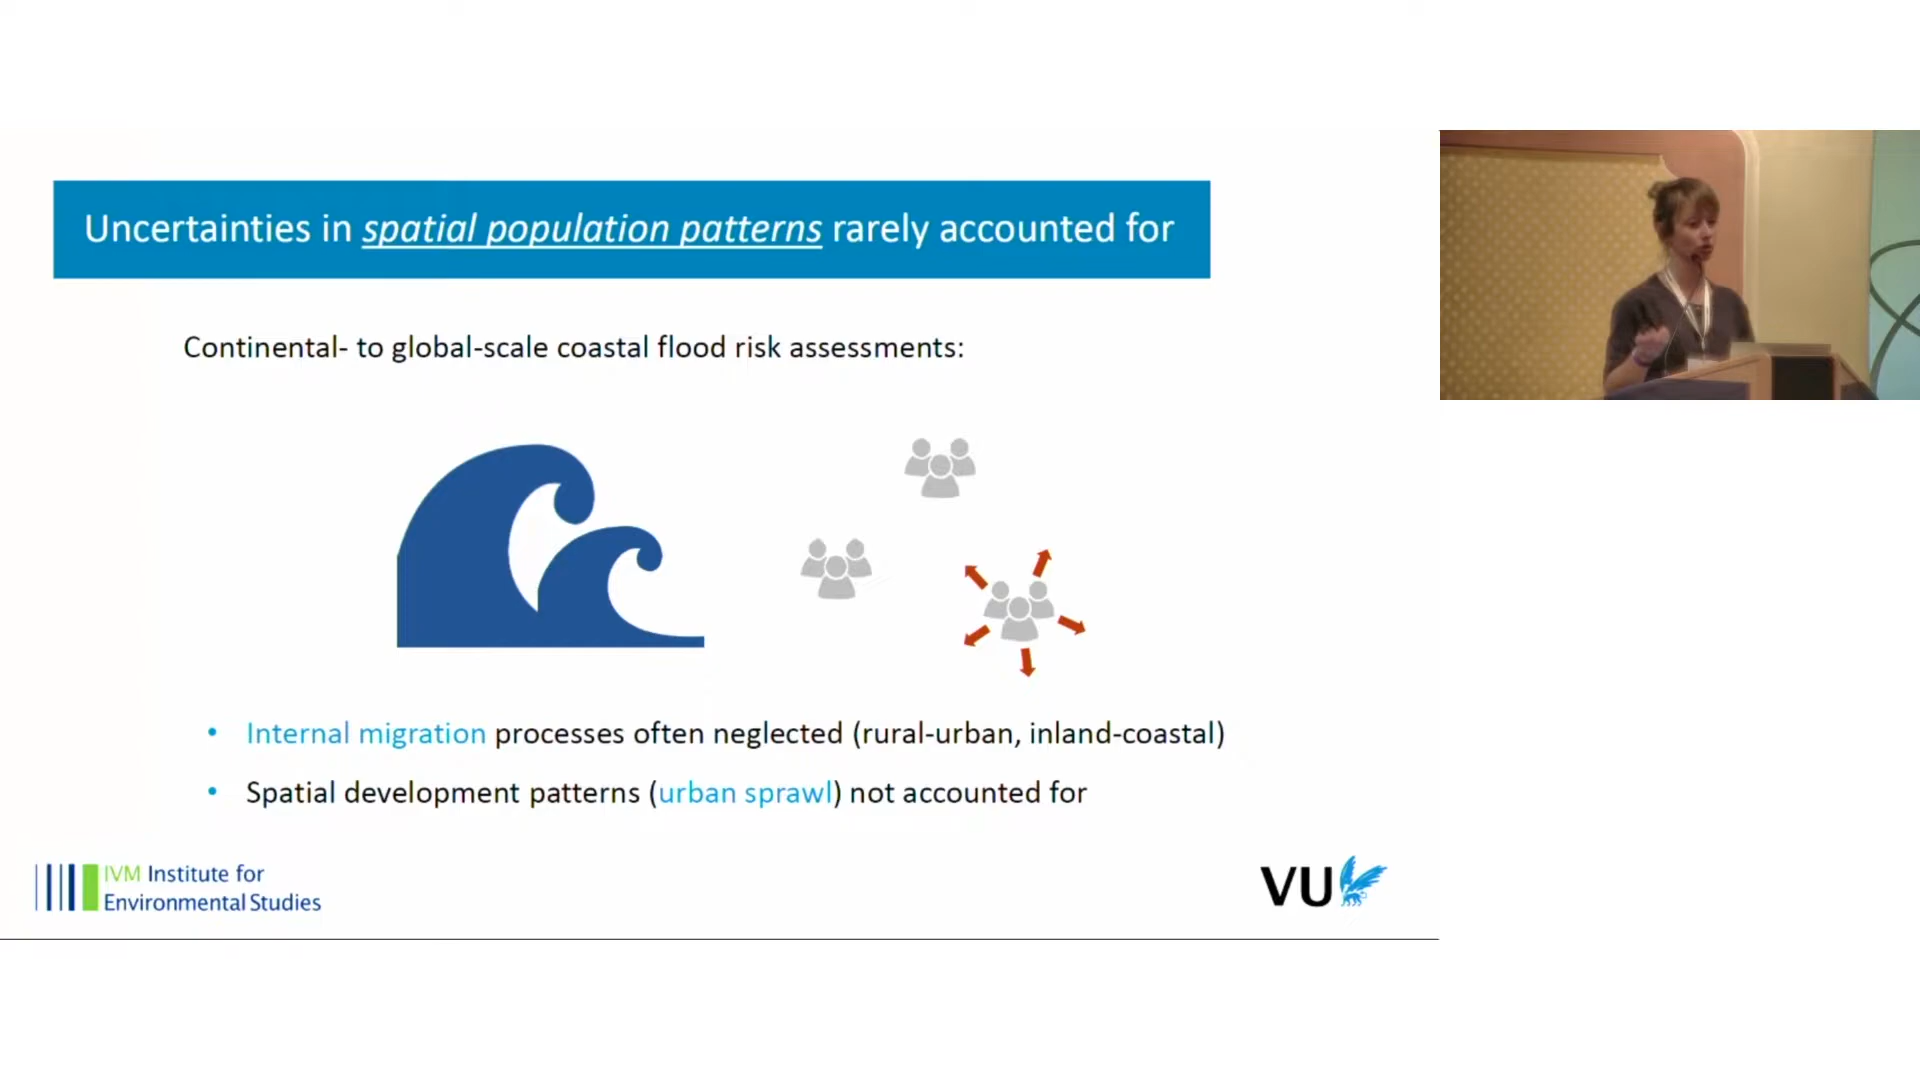 Uncertainties in spatial population patterns rarely accounted for
Continental- to global-scale coastal flood risk assessments:
• Internal migration processes often neglected (rural-urban, inland-coastal)
• Spatial development patterns (urban sprawl) not accounted for
IVM Institute for
Environmental Studies
VU